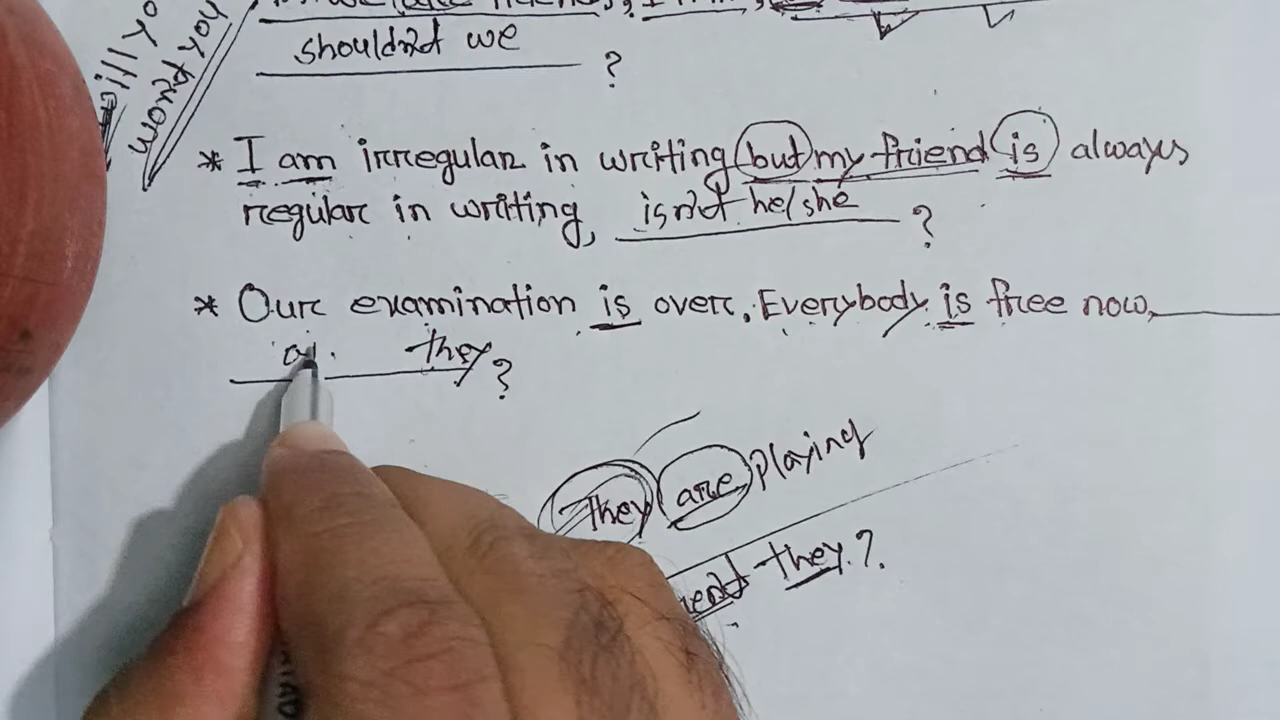 shouldn't we ?
* I am irregular in writing but my friend is always
regular in writing, isn't he/she ?
* Our examination is over. Everybody is free now,
they ?
They are playing
they ?